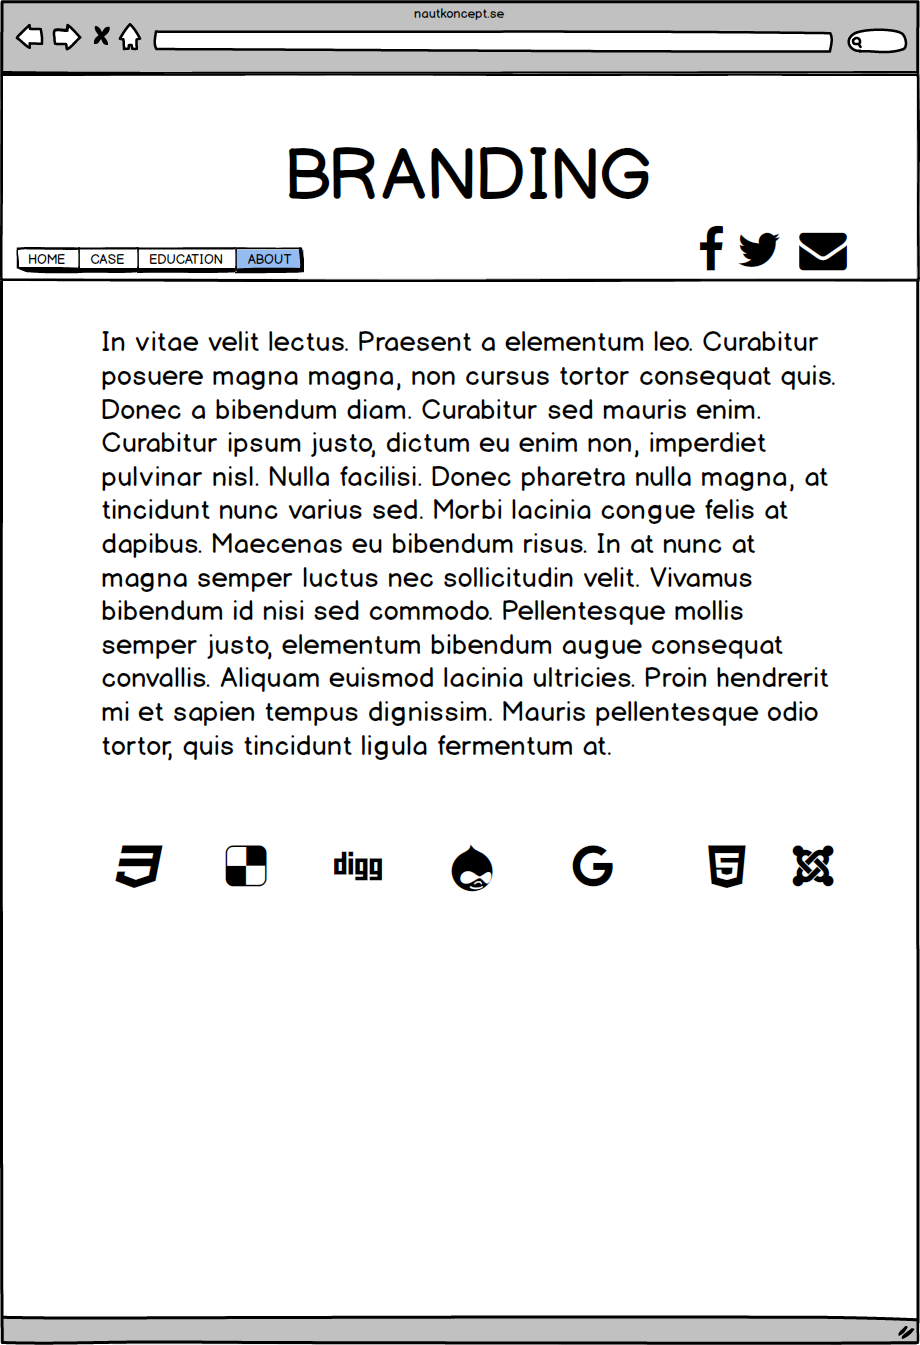 nautkoncept.se
BRANDING
HOME CASE EDUCATION ABOUT
In vitae velit lectus. Praesent a elementum leo. Curabitur
posuere magna magna, non cursus tortor consequat quis.
Donec a bibendum diam. Curabitur sed mauris enim.
Curabitur ipsum justo, dictum eu enim non, imperdiet
pulvinar nisl. Nulla facilisi. Donec pharetra nulla magna, at
tincidunt nunc varius sed. Morbi lacinia congue felis at
dapibus. Maecenas eu bibendum risus. In at nunc at
magna semper luctus nec sollicitudin velit. Vivamus
bibendum id nisi sed commodo. Pellentesque mollis
semper justo, elementum bibendum augue consequat
convallis. Aliquam euismod lacinia ultricies. Proin hendrerit
mi et sapien tempus dignissim. Mauris pellentesque odio
tortor, quis tincidunt ligula fermentum at.
digg G 5